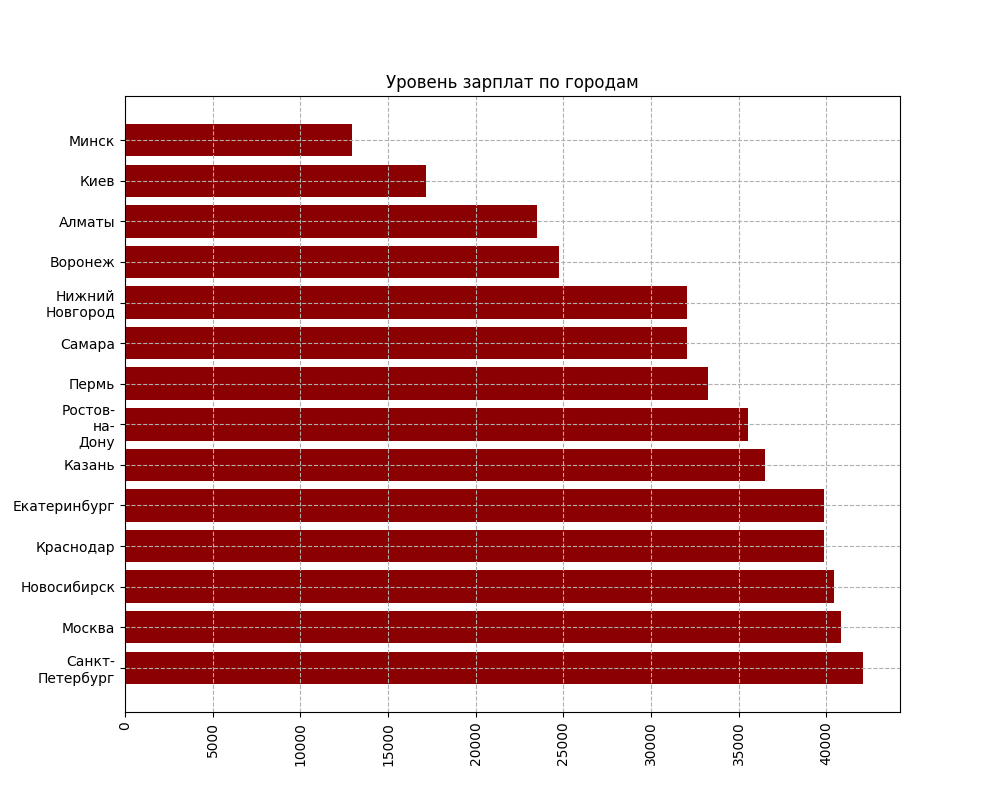 Уровень зарплат по городам
Минск
Киев
Алматы
Воронеж
Нижний
Новгород
Самара
Пермь
Ростов-
на-
Дону
Казань
Екатеринбург
Краснодар
Новосибирск
Москва
Санкт-
Петербург
0
5000
10000
15000
20000
25000
30000
35000
40000